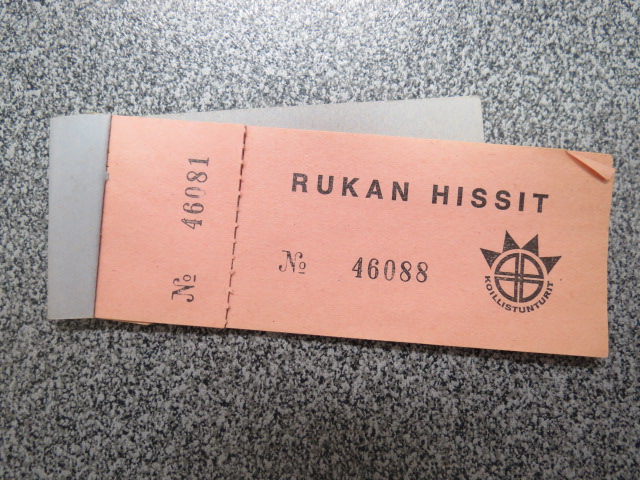 № 46081
RUKAN HISSIT
№ 46088
KOILLISTUNTURIT